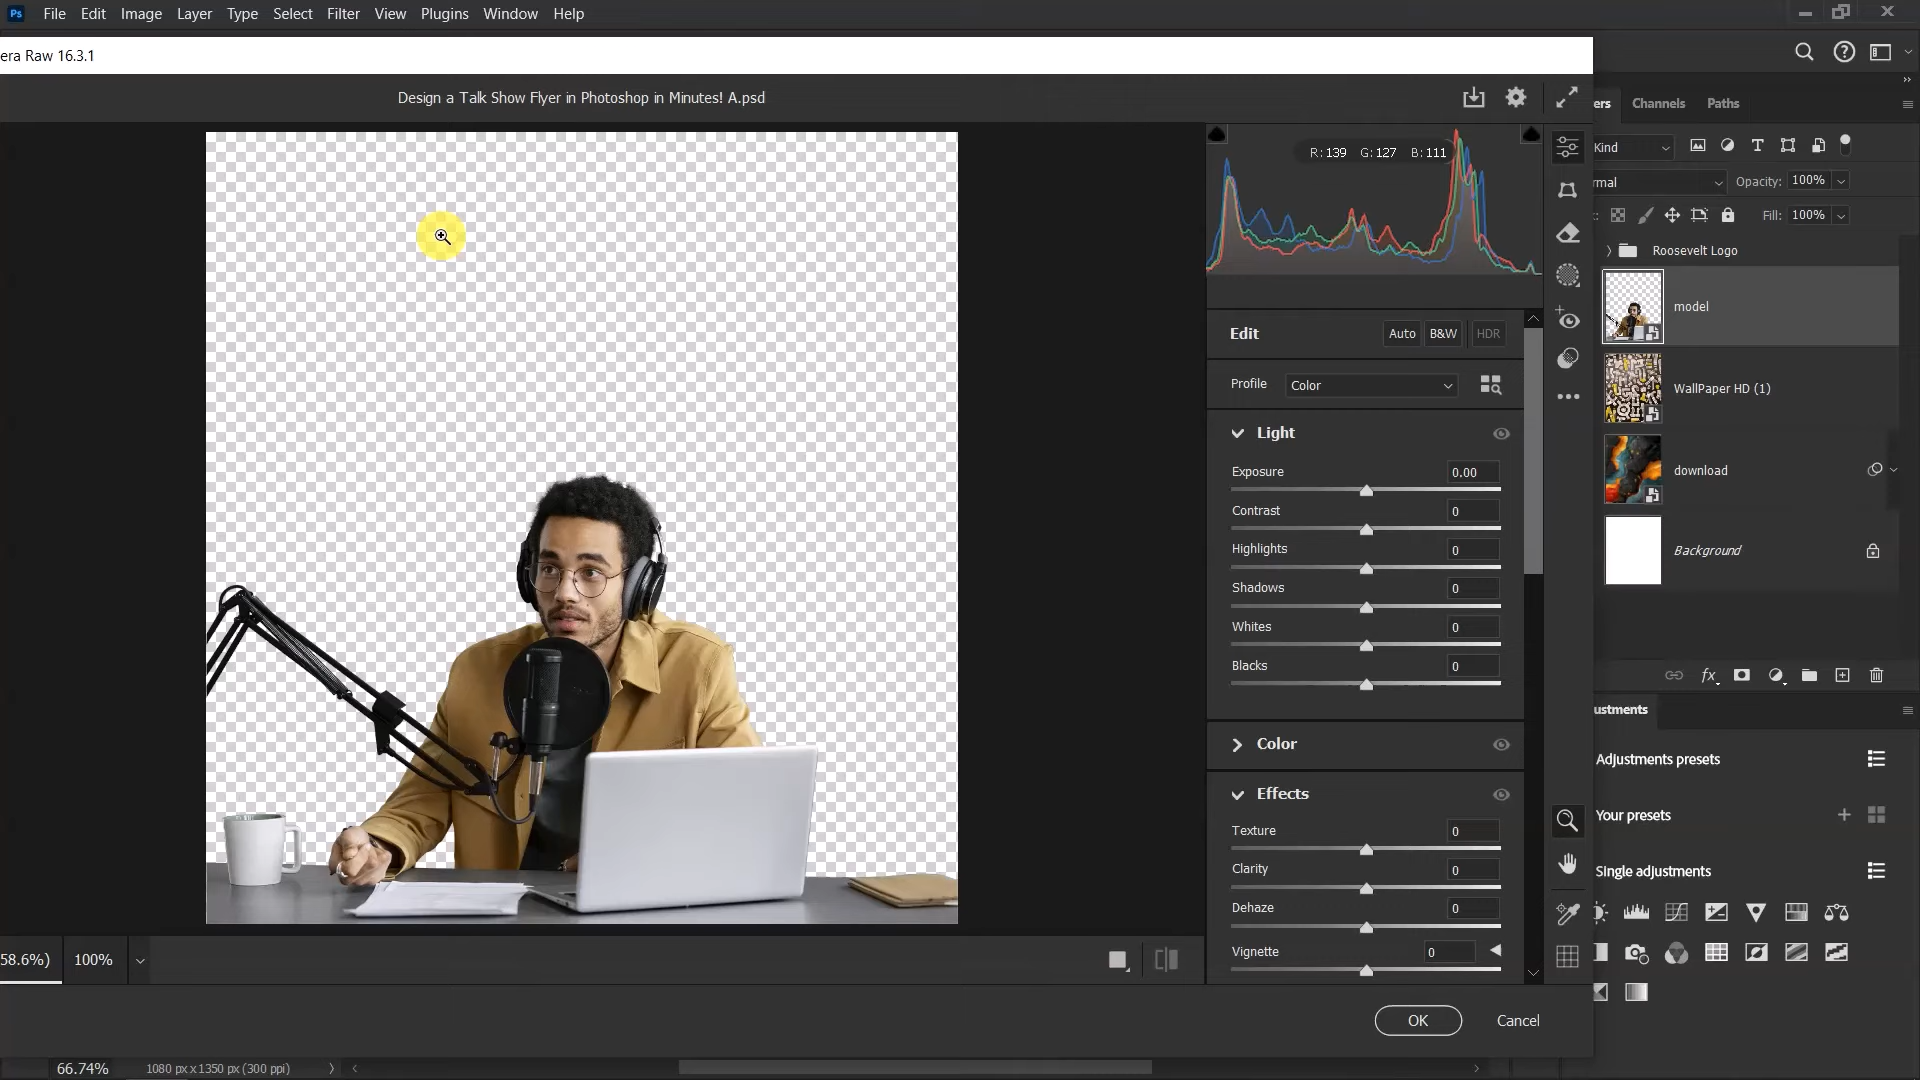 Ps File Edit Image Layer Type Select Filter View Plugins Window Help
era Raw 16.3.1
Design a Talk Show Flyer in Photoshop in Minutes! A.psd
R: 139 G: 127 B: 111
Edit Auto B&W HDR
Profile Color
Light
Exposure 0.00
Contrast 0
Highlights 0
Shadows 0
Whites 0
Blacks 0
Color
Effects
Texture 0
Clarity 0
Dehaze 0
Vignette 0
58.6%) 100%
OK Cancel
66.74% 1080 px x 1350 px (300 ppi)
ers Channels Paths
Kind
mal Opacity: 100%
Fill: 100%
Roosevelt Logo
model
WallPaper HD (1)
download
Background
fx
ustments
Adjustments presets
Your presets
Single adjustments